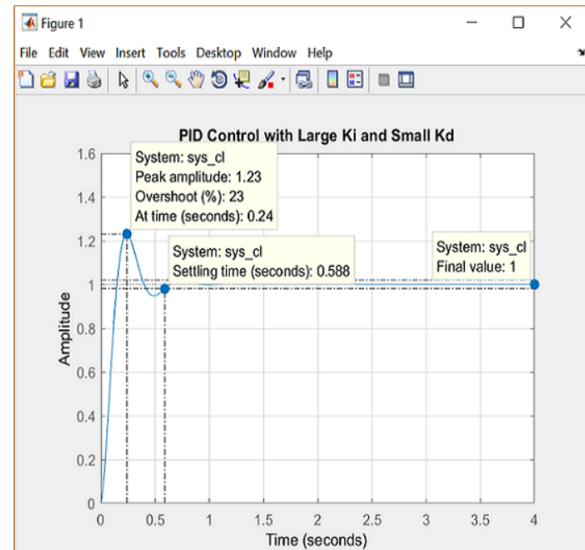 Figure 1
File Edit View Insert Tools Desktop Window Help
PID Control with Large Ki and Small Kd
System: sys_cl
Peak amplitude: 1.23
Overshoot (%): 23
At time (seconds): 0.24
System: sys_cl
Settling time (seconds): 0.588
System: sys_cl
Final value: 1
Amplitude
1.6
1.4
1.2
1
0.8
0.6
0.4
0.2
0
0 0.5 1 1.5 2 2.5 3 3.5 4
Time (seconds)